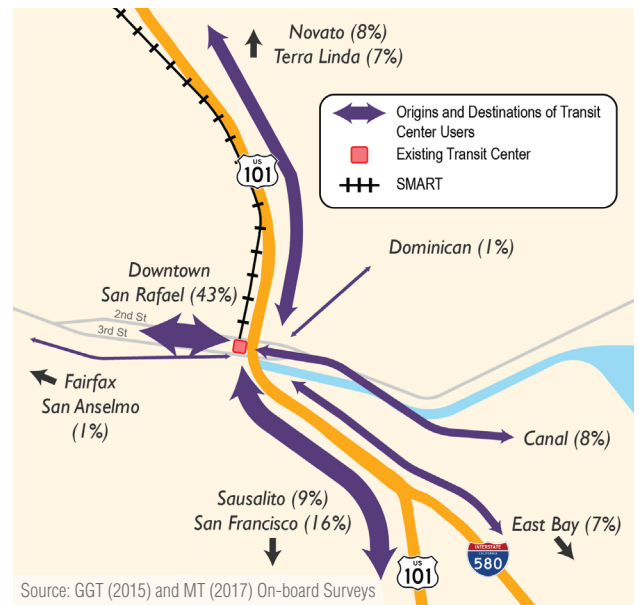 Novato (8%)
Terra Linda (7%)
Origins and Destinations of Transit
Center Users
Existing Transit Center
SMART
US
101
Dominican (1%)
Downtown
San Rafael (43%)
2nd St
3rd St
Fairfax
San Anselmo
(1%)
Canal (8%)
Sausalito (9%)
San Francisco (16%)
East Bay (7%)
INTERSTATE
CALIFORNIA
580
US
101
Source: GGT (2015) and MT (2017) On-board Surveys